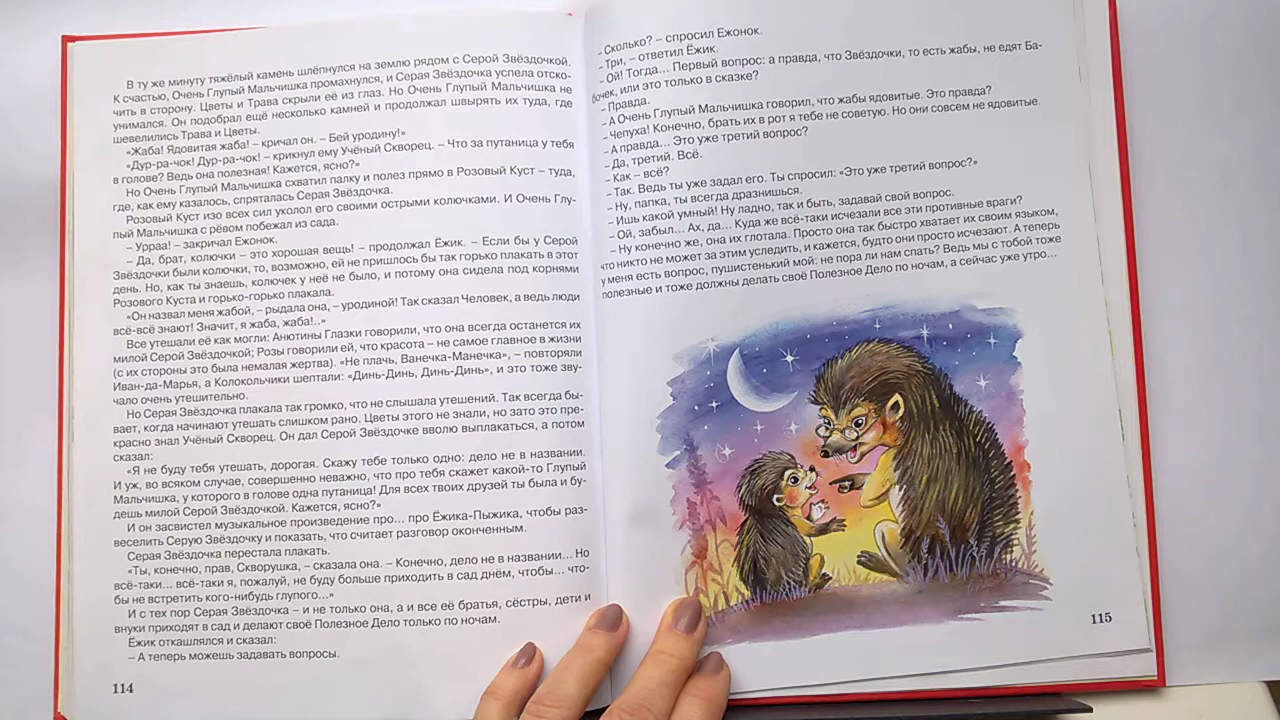 В ту же минуту тяжёлый камень шлёпнулся на землю рядом с Серой Звёздочкой.
К счастью, Очень Глупый Мальчишка промахнулся, и Серая Звёздочка успела отско-
чить в сторону. Цветы и Трава скрыли её из глаз. Но Очень Глупый Мальчишка не
унимался. Он подобрал ещё несколько камней и продолжал швырять их туда, где
шевелились Трава и Цветы.
«Жаба! Ядовитая жаба! – кричал он. – Бей уродину!»
«Дур-ра-чок! Дур-ра-чок! – крикнул ему Учёный Скворец. – Что за путаница у тебя
в голове? Ведь она полезная! Кажется, ясно?»
Но Очень Глупый Мальчишка схватил палку и полез прямо в Розовый Куст – туда,
где, как ему казалось, спряталась Серая Звёздочка.
Розовый Куст изо всех сил уколол его своими острыми колючками. И Очень Глу-
пый Мальчишка с рёвом побежал из сада.
– Урраа! – закричал Ежонок.
– Да, брат, колючки – это хорошая вещь! – продолжал Ёжик. – Если бы у Серой
Звёздочки были колючки, то, возможно, ей не пришлось бы так горько плакать в этот
день. Но, как ты знаешь, колючек у неё не было, и потому она сидела под корнями
Розового Куста и горько-горько плакала.
«Он назвал меня жабой, – рыдала она, – уродиной! Так сказал Человек, а ведь люди
всё-всё знают! Значит, я жаба, жаба!..»
Все утешали её как могли: Анютины Глазки говорили, что она всегда останется их
милой Серой Звёздочкой; Розы говорили ей, что красота – не самое главное в жизни
(с их стороны это была немалая жертва). «Не плачь, Ванечка-Манечка», – повторяли
Иван-да-Марья, а Колокольчики шептали: «Динь-Динь, Динь-Динь», и это тоже зву-
чало очень утешительно.
Но Серая Звёздочка плакала так громко, что не слышала утешений. Так всегда бы-
вает, когда начинают утешать слишком рано. Цветы этого не знали, но зато это пре-
красно знал Учёный Скворец. Он дал Серой Звёздочке вволю выплакаться, а потом
сказал:
«Я не буду тебя утешать, дорогая. Скажу тебе только одно: дело не в названии.
И уж, во всяком случае, совершенно неважно, что про тебя скажет какой-то Глупый
Мальчишка, у которого в голове одна путаница! Для всех твоих друзей ты была и бу-
дешь милой Серой Звёздочкой. Кажется, ясно?»
И он засвистел музыкальное произведение про... про Ёжика-Пыжика, чтобы раз-
веселить Серую Звёздочку и показать, что считает разговор оконченным.
Серая Звёздочка перестала плакать.
«Ты, конечно, прав, Скворушка, – сказала она. – Конечно, дело не в названии... Но
всё-таки... всё-таки я, пожалуй, не буду больше приходить в сад днём, чтобы... что-
бы не встретить кого-нибудь глупого...»
И с тех пор Серая Звёздочка – и не только она, а и все её братья, сёстры, дети и
внуки приходят в сад и делают своё Полезное Дело только по ночам.
Ёжик откашлялся и сказал:
– А теперь можешь задавать вопросы.
114
– Сколько? – спросил Ежонок.
– Три, – ответил Ёжик.
– Ой! Тогда... Первый вопрос: а правда, что Звёздочки, то есть жабы, не едят Ба-
бочек, или это только в сказке?
– Правда.
– А Очень Глупый Мальчишка говорил, что жабы ядовитые. Это правда?
– Чепуха! Конечно, брать их в рот я тебе не советую. Но они совсем не ядовитые.
– А правда... Это уже третий вопрос?
– Да, третий. Всё.
– Как – всё?
– Так. Ведь ты уже задал его. Ты спросил: «Это уже третий вопрос?»
– Ну, папка, ты всегда дразнишься.
– Ишь какой умный! Ну ладно, так и быть, задавай свой вопрос.
– Ой, забыл... Ах, да... Куда же всё-таки исчезали все эти противные враги?
– Ну конечно же, она их глотала. Просто она так быстро хватает их своим языком,
что никто не может за этим уследить, и кажется, будто они просто исчезают. А теперь
у меня есть вопрос, пушистенький мой: не пора ли нам спать? Ведь мы с тобой тоже
полезные и тоже должны делать своё Полезное Дело по ночам, а сейчас уже утро...
115